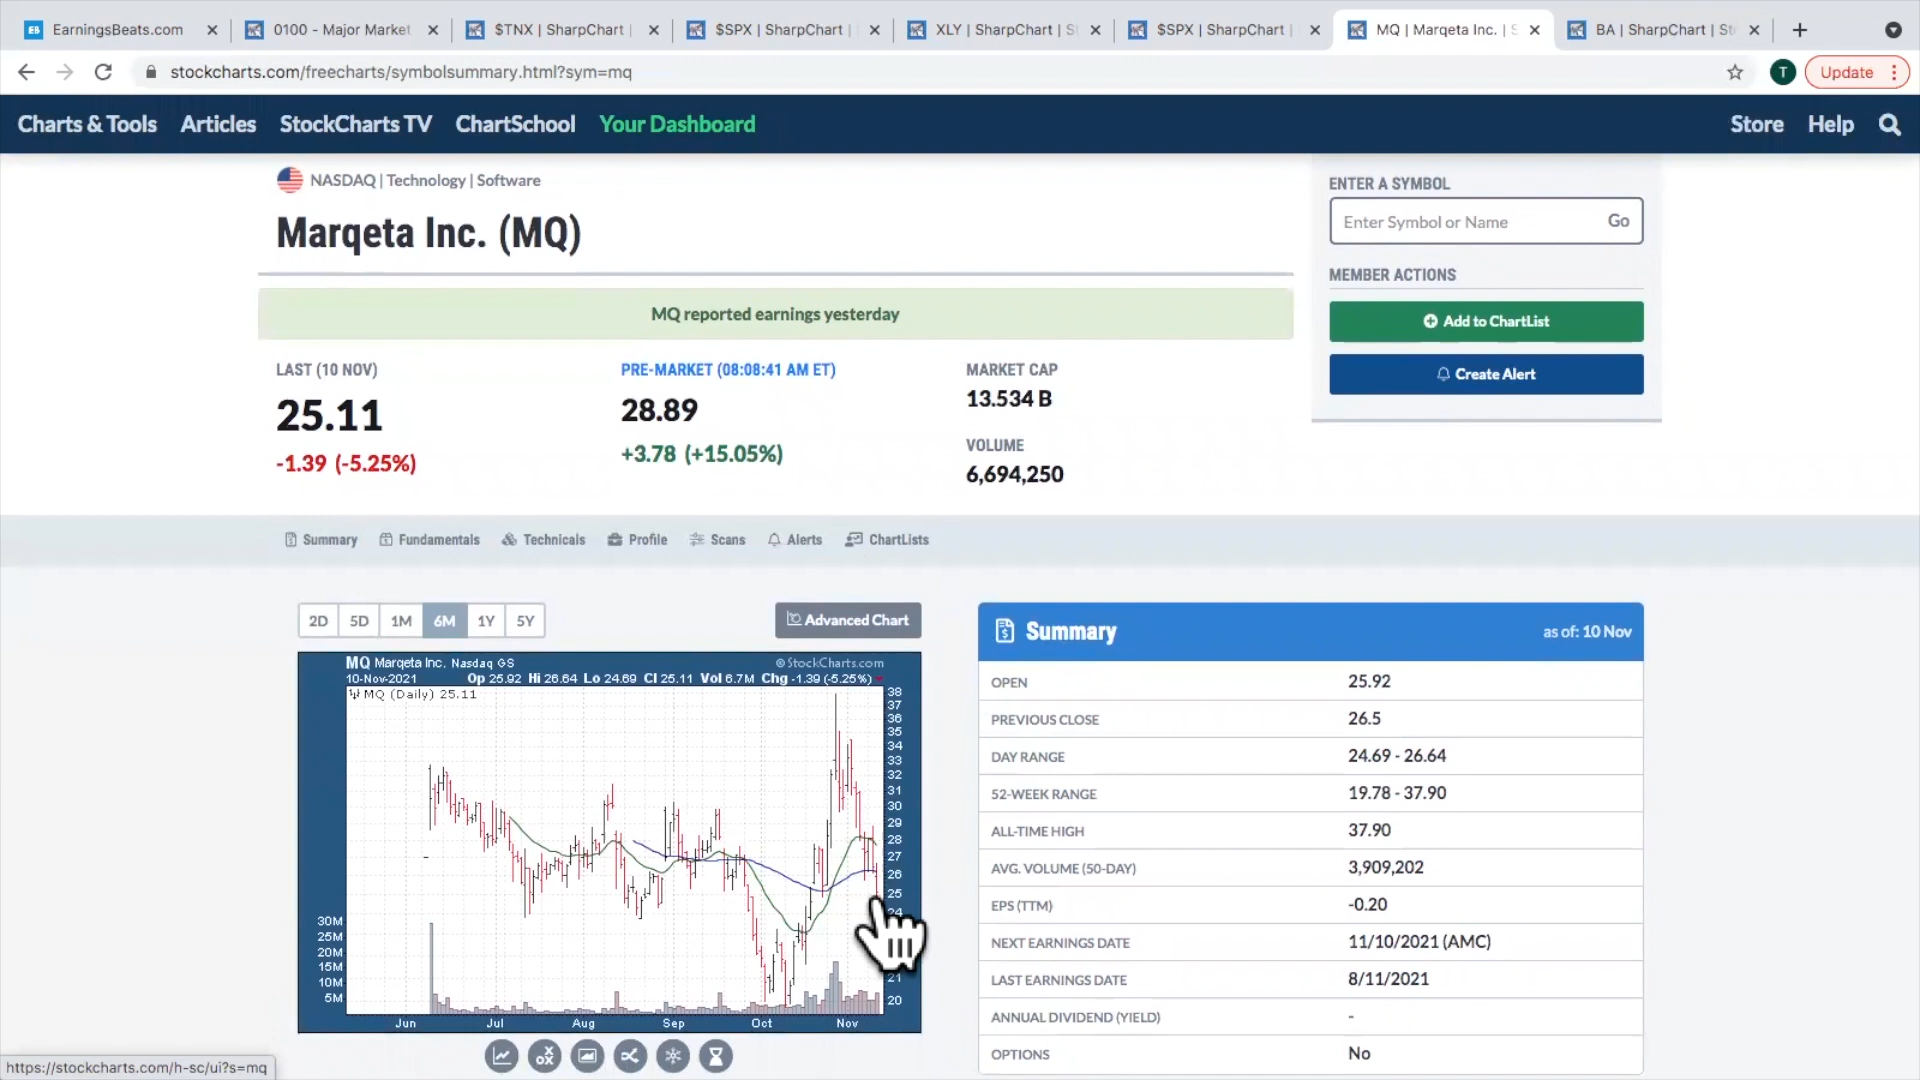 EarningsBeats.com
0100 - Major Market
$TNX | SharpChart |
$SPX | SharpChart |
XLY | SharpChart | S
$SPX | SharpChart |
MQ | Marqeta Inc. | S
BA | SharpChart | St
stockcharts.com/freecharts/symbolsummary.html?sym=mq
T
Update
Charts & Tools
Articles
StockCharts TV
ChartSchool
Your Dashboard
Store
Help
NASDAQ | Technology | Software
Marqeta Inc. (MQ)
MQ reported earnings yesterday
LAST (10 NOV)
25.11
-1.39 (-5.25%)
PRE-MARKET (08:08:41 AM ET)
28.89
+3.78 (+15.05%)
MARKET CAP
13.534 B
VOLUME
6,694,250
ENTER A SYMBOL
Enter Symbol or Name
Go
MEMBER ACTIONS
Add to ChartList
Create Alert
Summary
Fundamentals
Technicals
Profile
Scans
Alerts
ChartLists
2D
5D
1M
6M
1Y
5Y
Advanced Chart
MQ Marqeta Inc. Nasdaq GS
© StockCharts.com
10-Nov-2021 Op 25.92 Hi 26.64 Lo 24.69 Cl 25.11 Vol 6.7M Chg -1.39 (-5.25%)
MQ (Daily) 25.11
38
37
36
35
34
33
32
31
30
29
28
27
26
25
24
21
20
30M
25M
20M
15M
10M
5M
Jun
Jul
Aug
Sep
Oct
Nov
Summary
as of: 10 Nov
OPEN 25.92
PREVIOUS CLOSE 26.5
DAY RANGE 24.69 - 26.64
52-WEEK RANGE 19.78 - 37.90
ALL-TIME HIGH 37.90
AVG. VOLUME (50-DAY) 3,909,202
EPS (TTM) -0.20
NEXT EARNINGS DATE 11/10/2021 (AMC)
LAST EARNINGS DATE 8/11/2021
ANNUAL DIVIDEND (YIELD) -
OPTIONS No
https://stockcharts.com/h-sc/ui?s=mq